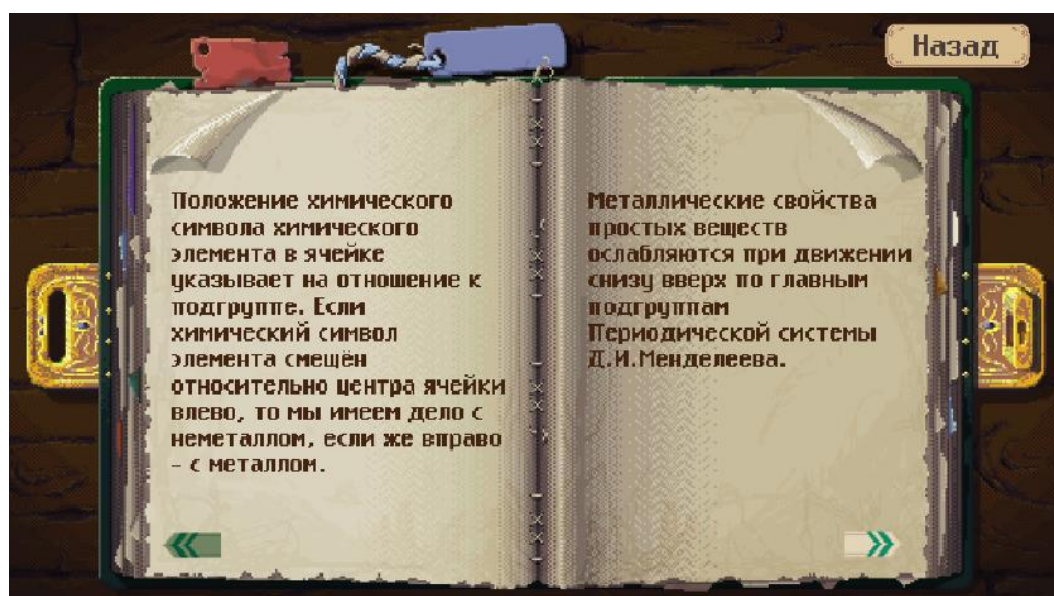 Назад
Положение химического
символа химического
элемента в ячейке
указывает на отношение к
подгруппе. Если
химический символ
элемента смещён
относительно центра ячейки
влево, то мы имеем дело с
неметаллом, если же вправо
- с металлом.
Металлические свойства
простых веществ
ослабляются при движении
снизу вверх по главным
подгруппам
Периодической системы
Д.И.Менделеева.